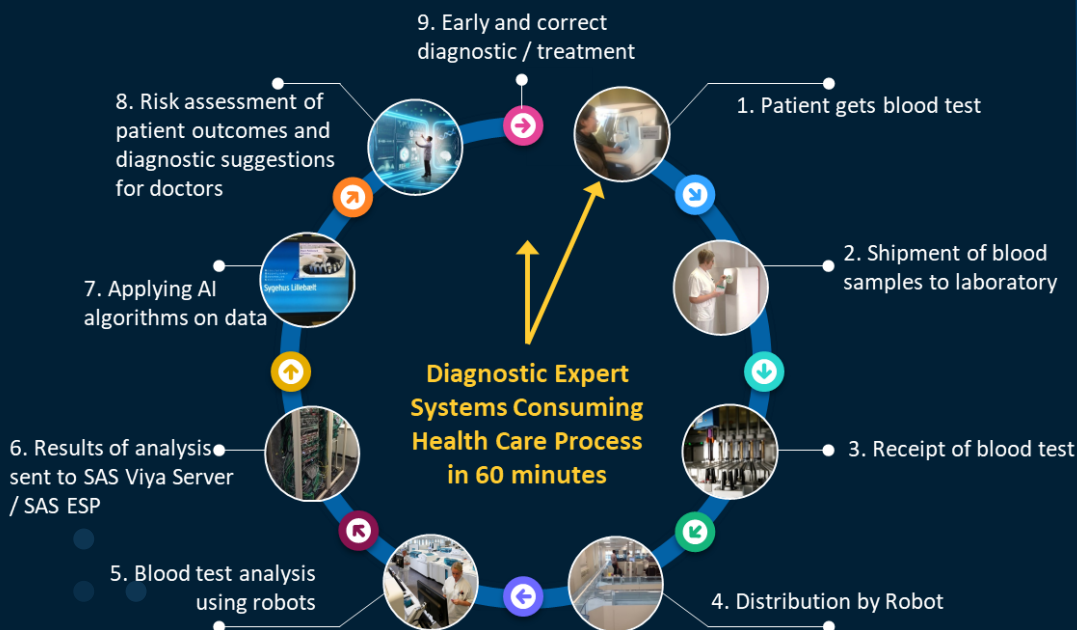 9. Early and correct
diagnostic / treatment
1. Patient gets blood test
2. Shipment of blood
samples to laboratory
3. Receipt of blood test
4. Distribution by Robot
5. Blood test analysis
using robots
6. Results of analysis
sent to SAS Viya Server
/ SAS ESP
7. Applying AI
algorithms on data
8. Risk assessment of
patient outcomes and
diagnostic suggestions
for doctors
Sygehus Lillebælt
Diagnostic Expert
Systems Consuming
Health Care Process
in 60 minutes